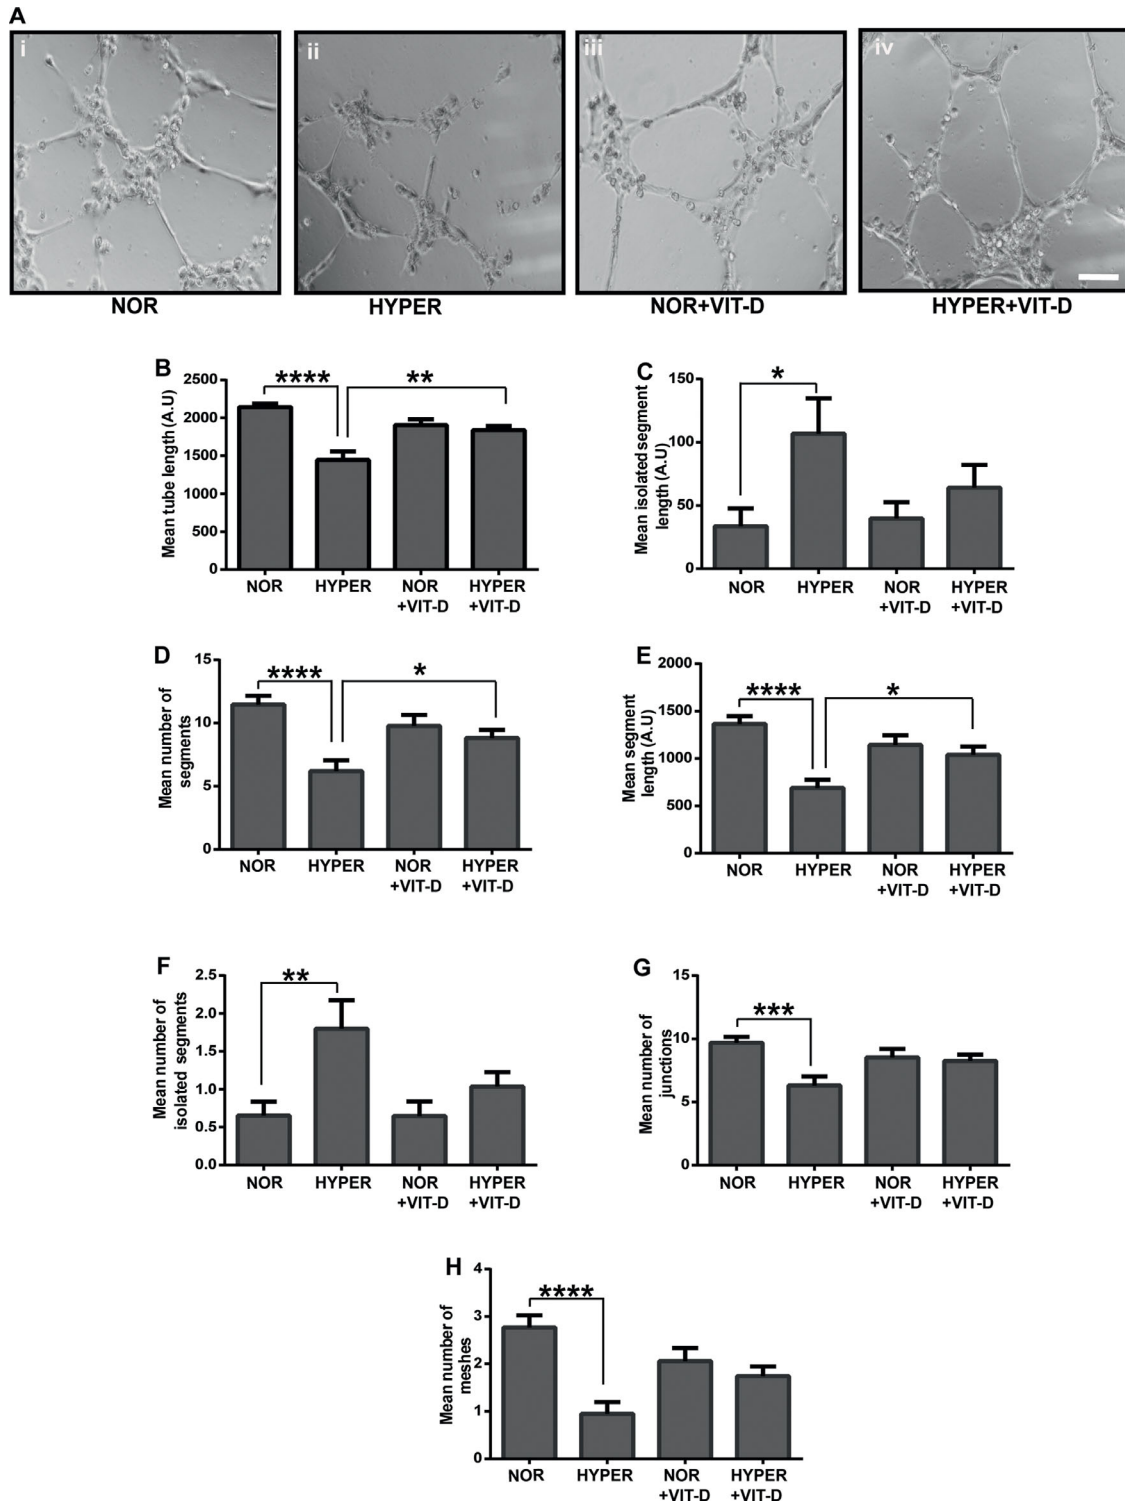 A
i
ii
iii
iv
NOR
HYPER
NOR+VIT-D
HYPER+VIT-D
B
Mean tube length (A.U)
2500
2000
1500
1000
500
0
****
**
NOR
HYPER
NOR
+VIT-D
HYPER
+VIT-D
C
Mean isolated segment
length (A.U)
150
100
50
0
*
NOR
HYPER
NOR
+VIT-D
HYPER
+VIT-D
D
Mean number of
segments
15
10
5
0
****
*
NOR
HYPER
NOR
+VIT-D
HYPER
+VIT-D
E
Mean segment
length (A.U)
2000
1500
1000
500
0
****
*
NOR
HYPER
NOR
+VIT-D
HYPER
+VIT-D
F
Mean number of
isolated segments
2.5
2.0
1.5
1.0
0.5
0.0
**
NOR
HYPER
NOR
+VIT-D
HYPER
+VIT-D
G
Mean number of
junctions
15
10
5
0
***
NOR
HYPER
NOR
+VIT-D
HYPER
+VIT-D
H
Mean number of
meshes
4
3
2
1
0
****
NOR
HYPER
NOR
+VIT-D
HYPER
+VIT-D